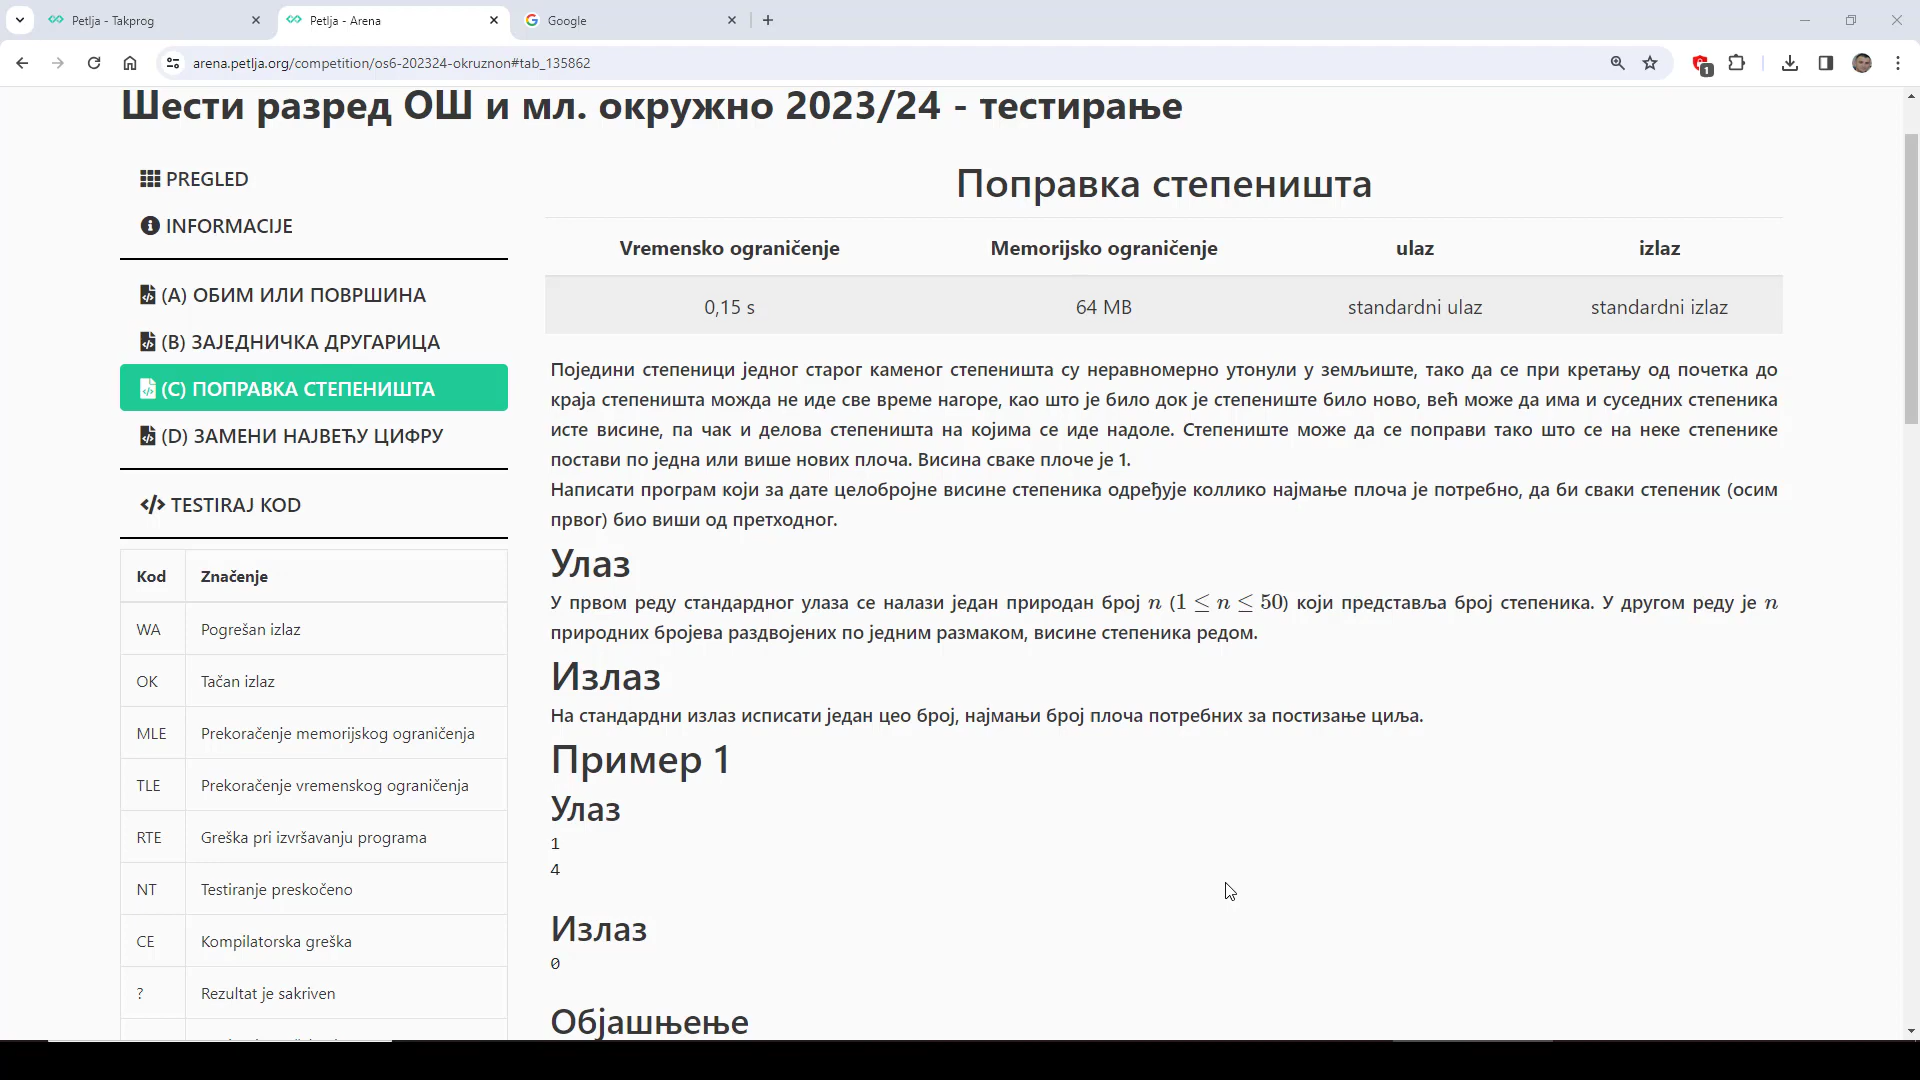 Petlja - Takprog
Petlja - Arena
Google
arena.petlja.org/competition/os6-202324-okruznon#tab_135862
1
Шести разред ОШ и мл. окружно 2023/24 - тестирање
PREGLED
INFORMACIJE
(A) ОБИМ ИЛИ ПОВРШИНА
(B) ЗАЈЕДНИЧКА ДРУГАРИЦА
(C) ПОПРАВКА СТЕПЕНИШТА
(D) ЗАМЕНИ НАЈВЕЋУ ЦИФРУ
TESTIRAJ KOD
Kod Značenje
WA Pogrešan izlaz
OK Tačan izlaz
MLE Prekoračenje memorijskog ograničenja
TLE Prekoračenje vremenskog ograničenja
RTE Greška pri izvršavanju programa
NT Testiranje preskočeno
CE Kompilatorska greška
? Rezultat je sakriven
Поправка степеништа
Vremensko ograničenje Memorijsko ograničenje ulaz izlaz
0,15 s 64 MB standardni ulaz standardni izlaz
Поједини степеници једног старог каменог степеништа су неравномерно утонули у земљиште, тако да се при кретању од почетка до
краја степеништа можда не иде све време нагоре, као што је било док је степениште било ново, већ може да има и суседних степеника
исте висине, па чак и делова степеништа на којима се иде надоле. Степениште може да се поправи тако што се на неке степенике
постави по једна или више нових плоча. Висина сваке плоче је 1.
Написати програм који за дате целобројне висине степеника одређује коллико најмање плоча је потребно, да би сваки степеник (осим
првог) био виши од претходног.
Улаз
У првом реду стандардног улаза се налази један природан број n (1 ≤ n ≤ 50) који представља број степеника. У другом реду је n
природних бројева раздвојених по једним размаком, висине степеника редом.
Излаз
На стандардни излаз исписати један цео број, најмањи број плоча потребних за постизање циља.
Пример 1
Улаз
1
4
Излаз
0
Објашњење